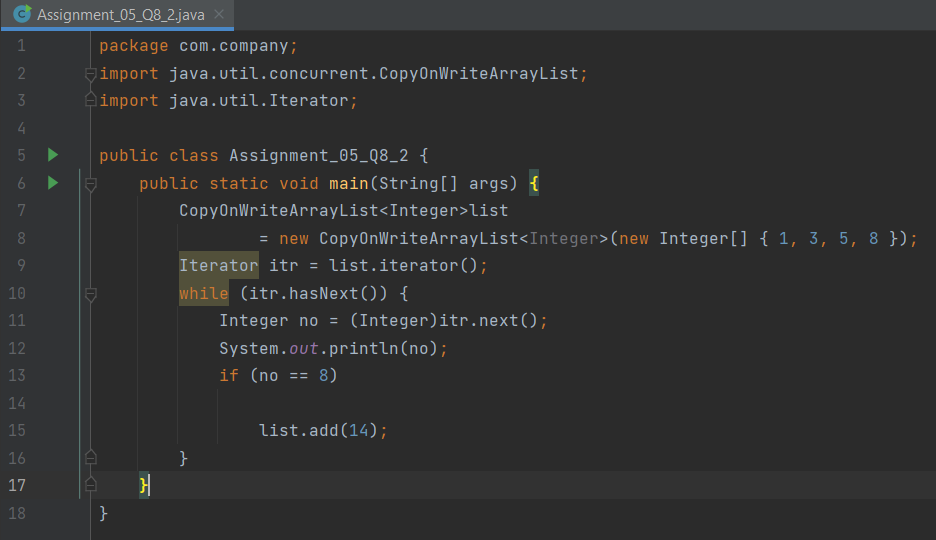 Assignment_05_Q8_2.java
1 package com.company;
2 import java.util.concurrent.CopyOnWriteArrayList;
3 import java.util.Iterator;
4
5 public class Assignment_05_Q8_2 {
6     public static void main(String[] args) {
7         CopyOnWriteArrayList<Integer>list
8                 = new CopyOnWriteArrayList<Integer>(new Integer[] { 1, 3, 5, 8 });
9         Iterator itr = list.iterator();
10         while (itr.hasNext()) {
11             Integer no = (Integer)itr.next();
12             System.out.println(no);
13             if (no == 8)
14
15                 list.add(14);
16         }
17     }
18 }